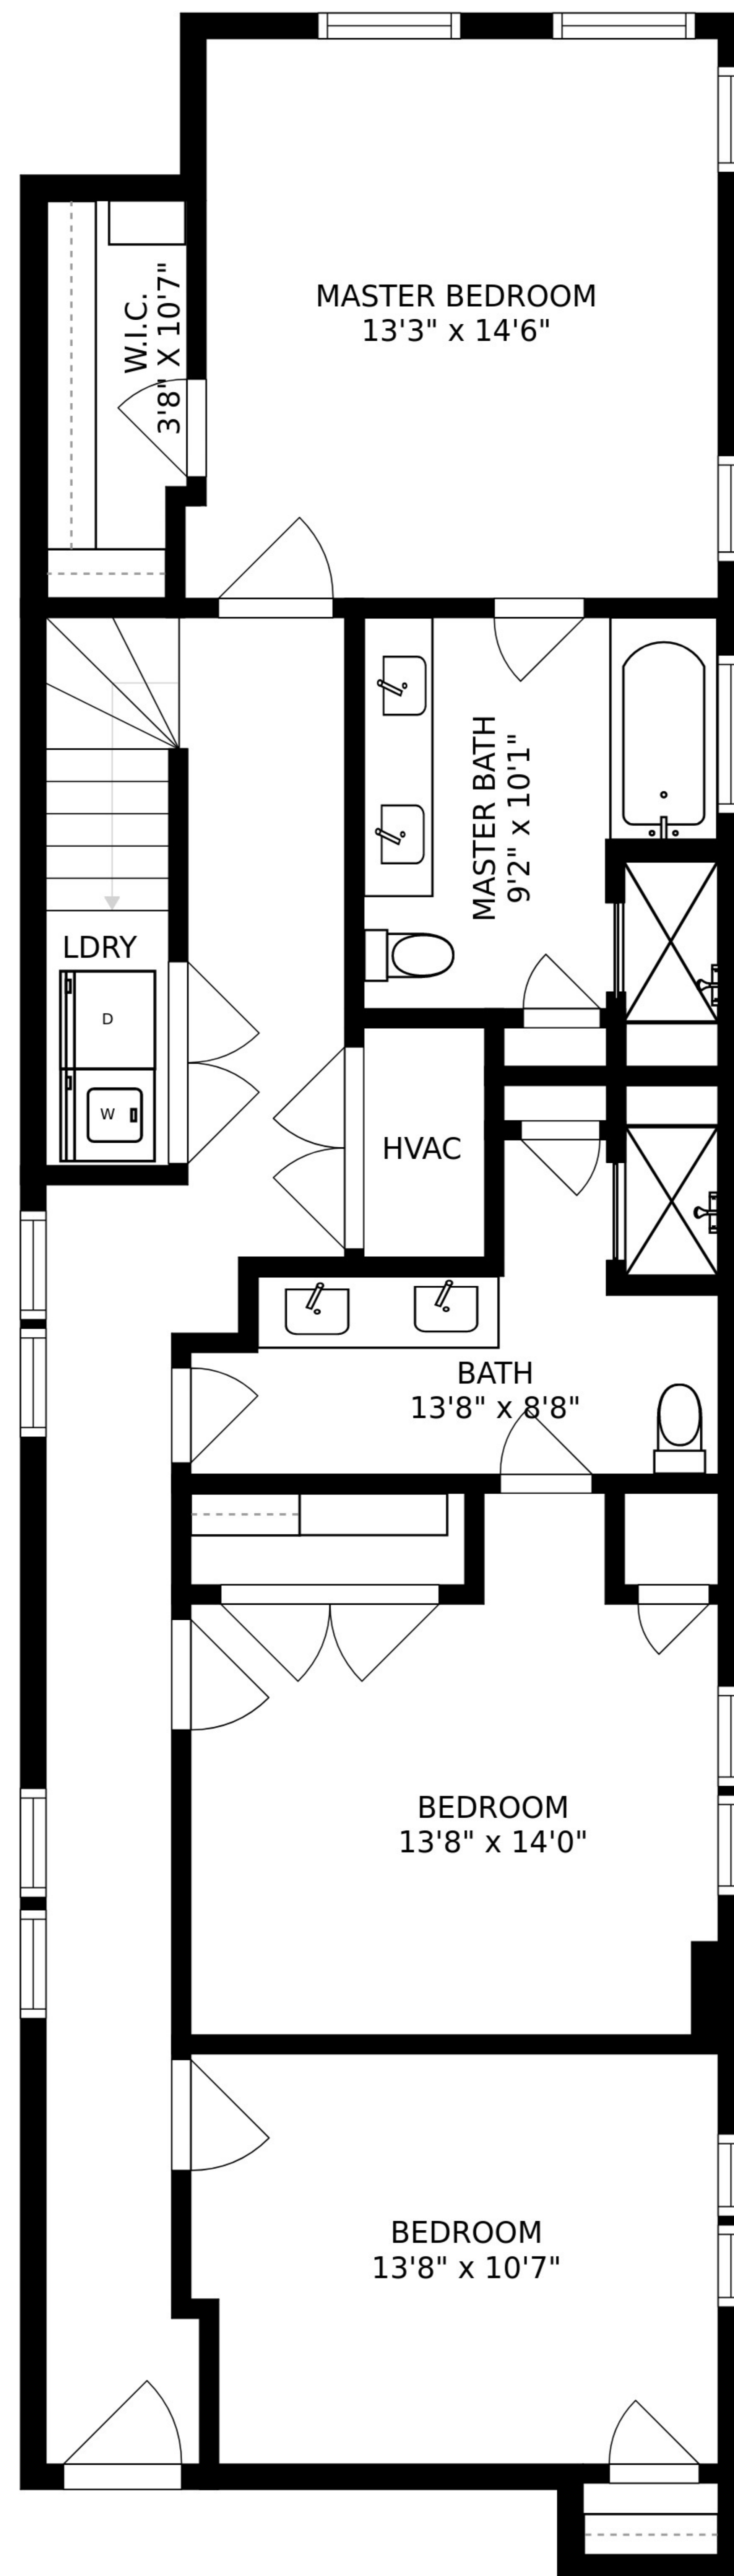 MASTER BEDROOM
13'3" x 14'6"
W.I.C.
3'8" X 10'7"
MASTER BATH
9'2" x 10'1"
LDRY
D
W
HVAC
BATH
13'8" x 8'8"
BEDROOM
13'8" x 14'0"
BEDROOM
13'8" x 10'7"